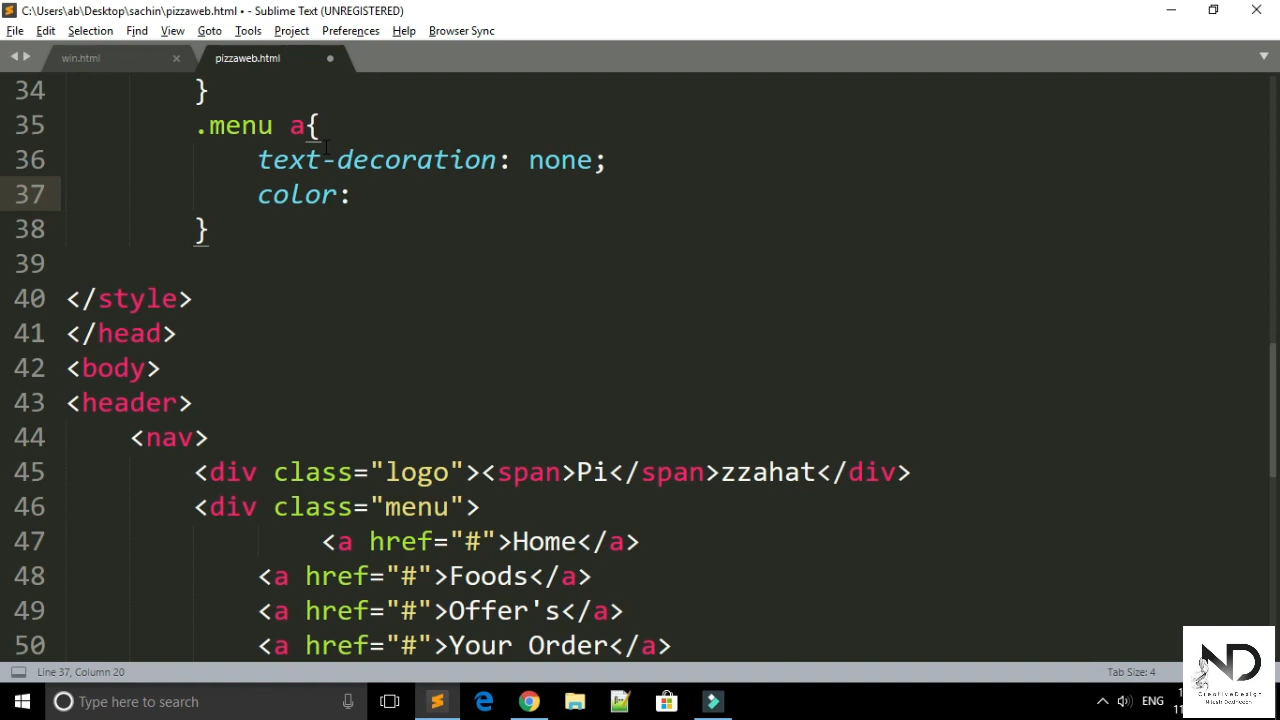 C:\Users\ab\Desktop\sachin\pizzaweb.html • - Sublime Text (UNREGISTERED)
File Edit Selection Find View Goto Tools Project Preferences Help Browser Sync
win.html pizzaweb.html
34 }
35 .menu a{
36 text-decoration: none;
37 color:
38 }
39
40 </style>
41 </head>
42 <body>
43 <header>
44 <nav>
45 <div class="logo"><span>Pi</span>zzahat</div>
46 <div class="menu">
47 <a href="#">Home</a>
48 <a href="#">Foods</a>
49 <a href="#">Offer's</a>
50 <a href="#">Your Order</a>
Line 37, Column 20 Tab Size: 4
Type here to search ENG
ND
CreativeDesign